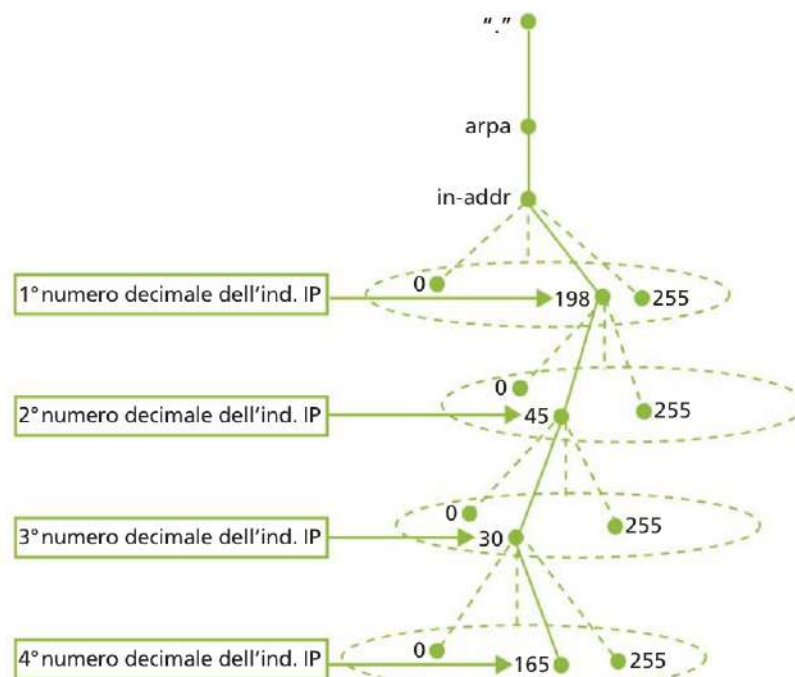 “.”
arpa
in-addr
0
1° numero decimale dell’ind. IP
198
255
0
2° numero decimale dell’ind. IP
45
255
0
3° numero decimale dell’ind. IP
30
255
0
4° numero decimale dell’ind. IP
165
255